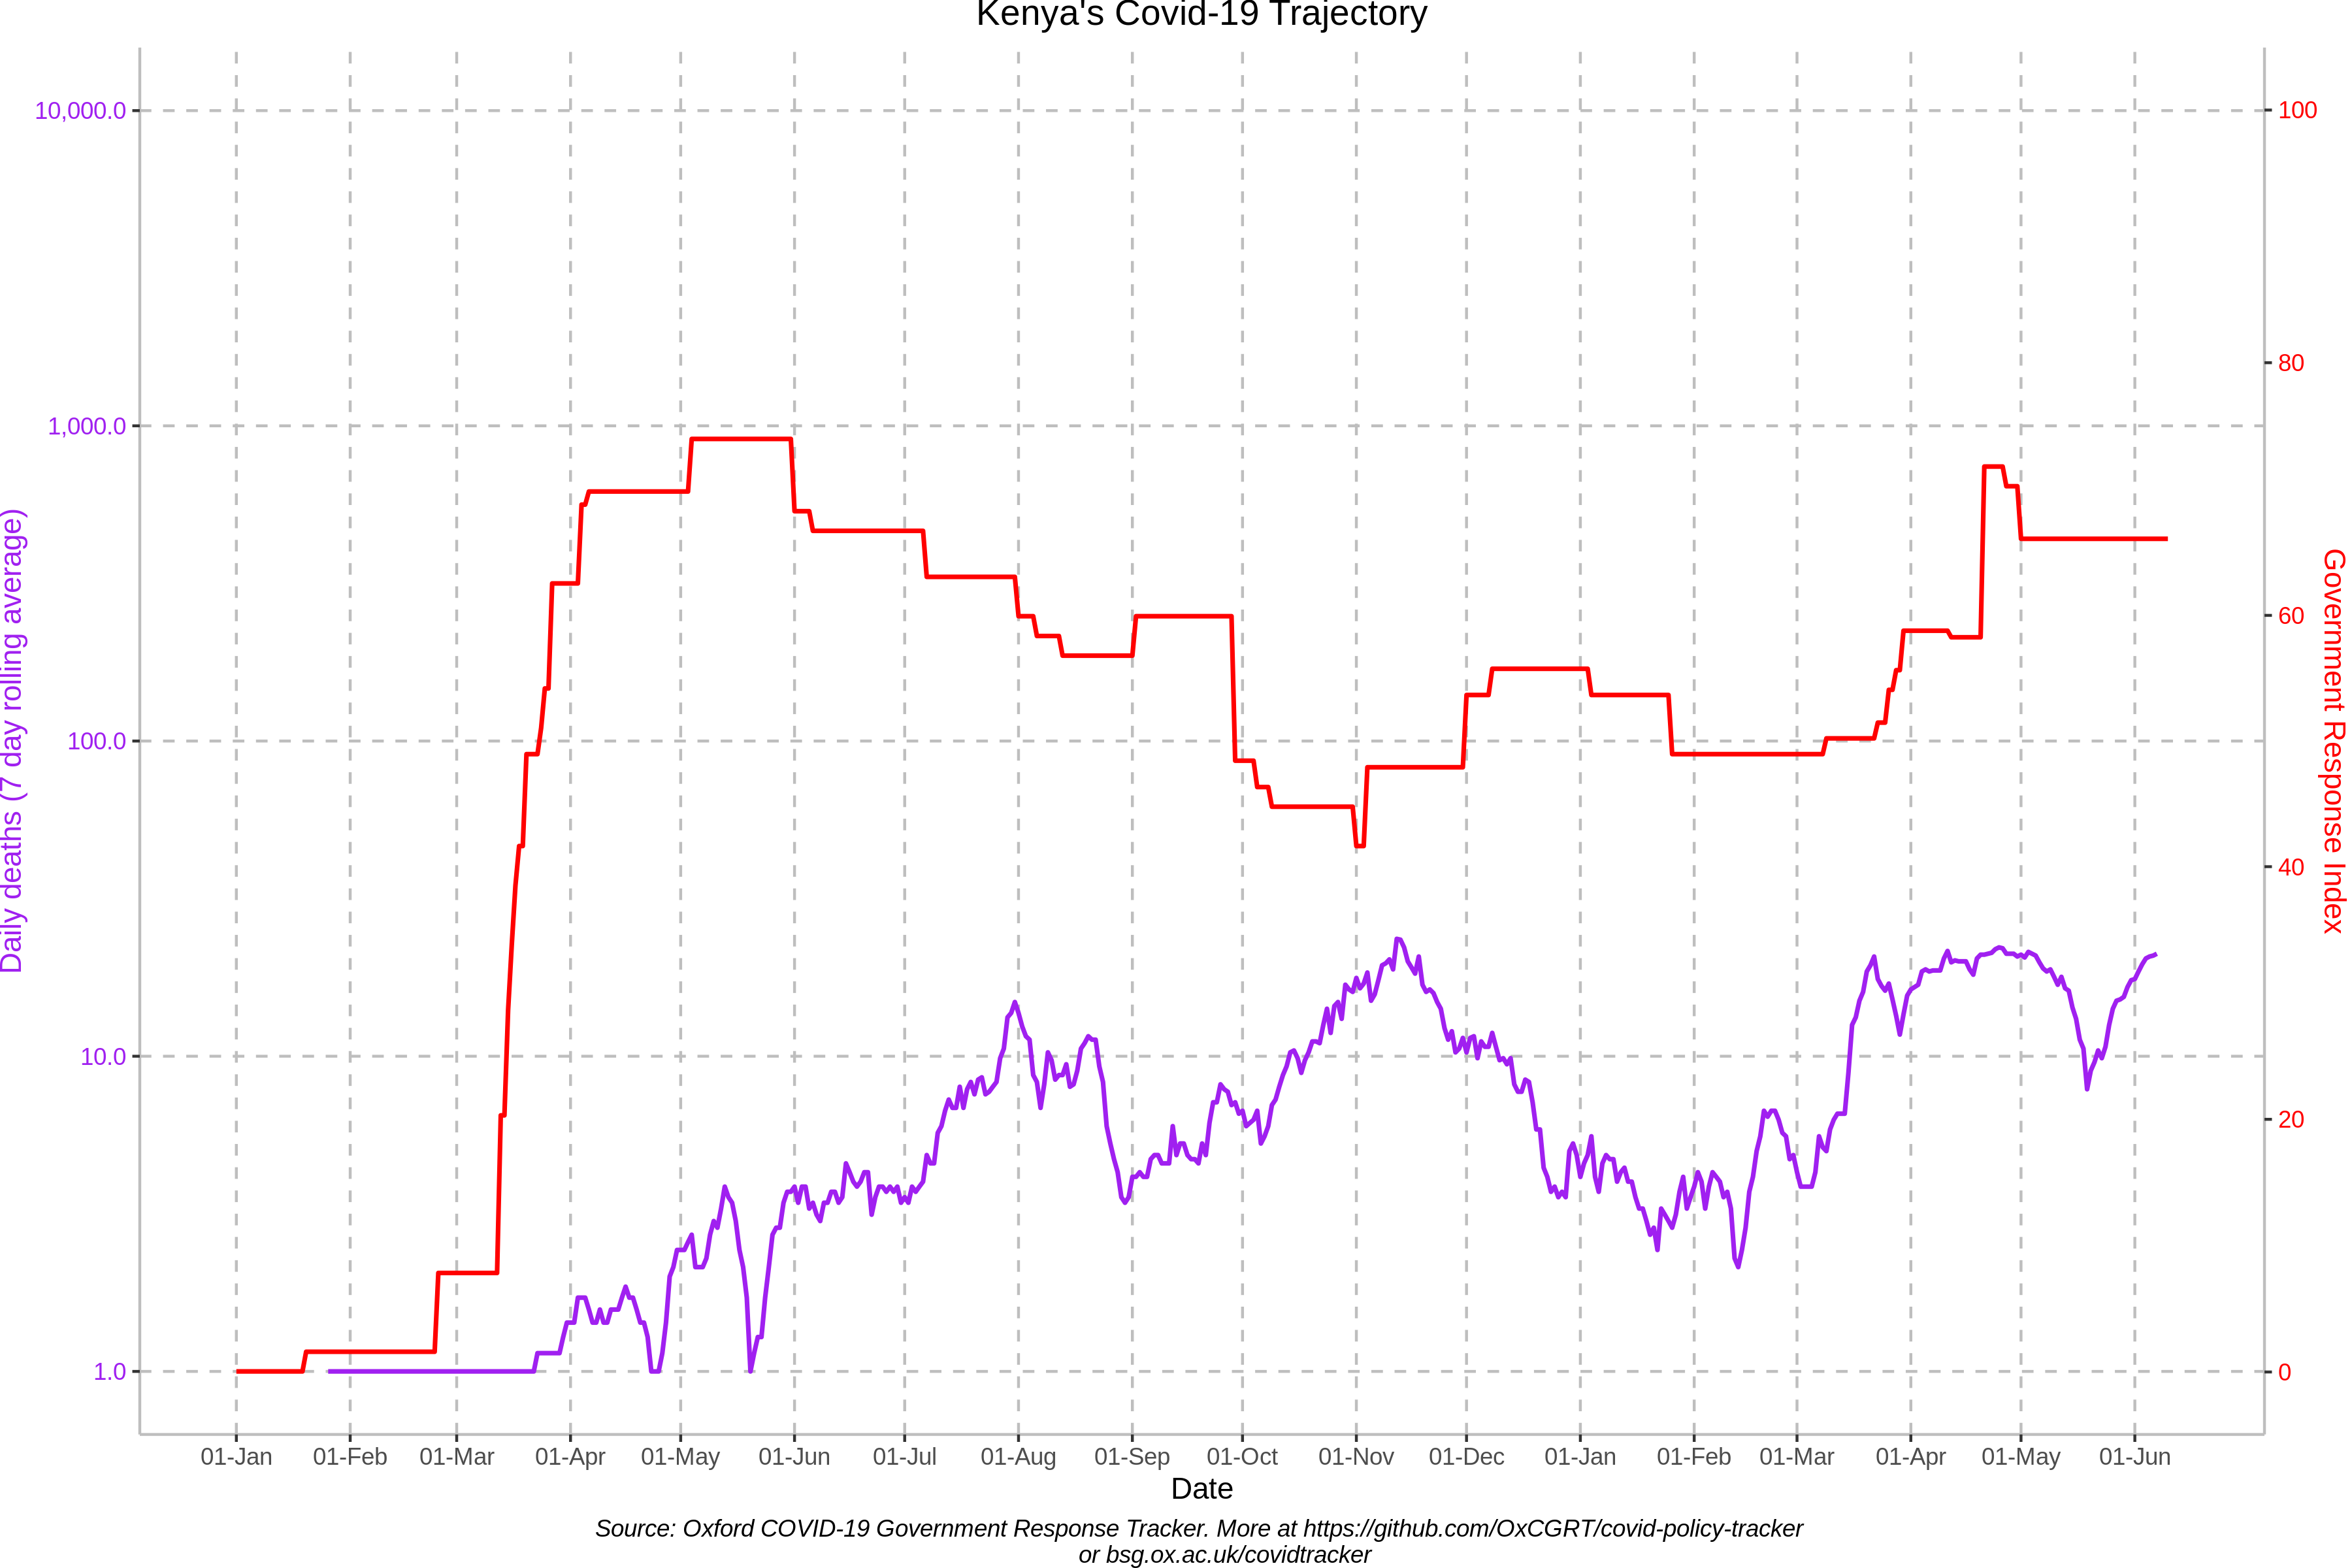 Kenya's Covid-19 Trajectory
Daily deaths (7 day rolling average)
10,000.0
1,000.0
100.0
10.0
1.0
100
80
60
40
20
0
Government Response Index
01-Jan 01-Feb 01-Mar 01-Apr 01-May 01-Jun 01-Jul 01-Aug 01-Sep 01-Oct 01-Nov 01-Dec 01-Jan 01-Feb 01-Mar 01-Apr 01-May 01-Jun
Date
Source: Oxford COVID-19 Government Response Tracker. More at https://github.com/OxCGRT/covid-policy-tracker
or bsg.ox.ac.uk/covidtracker